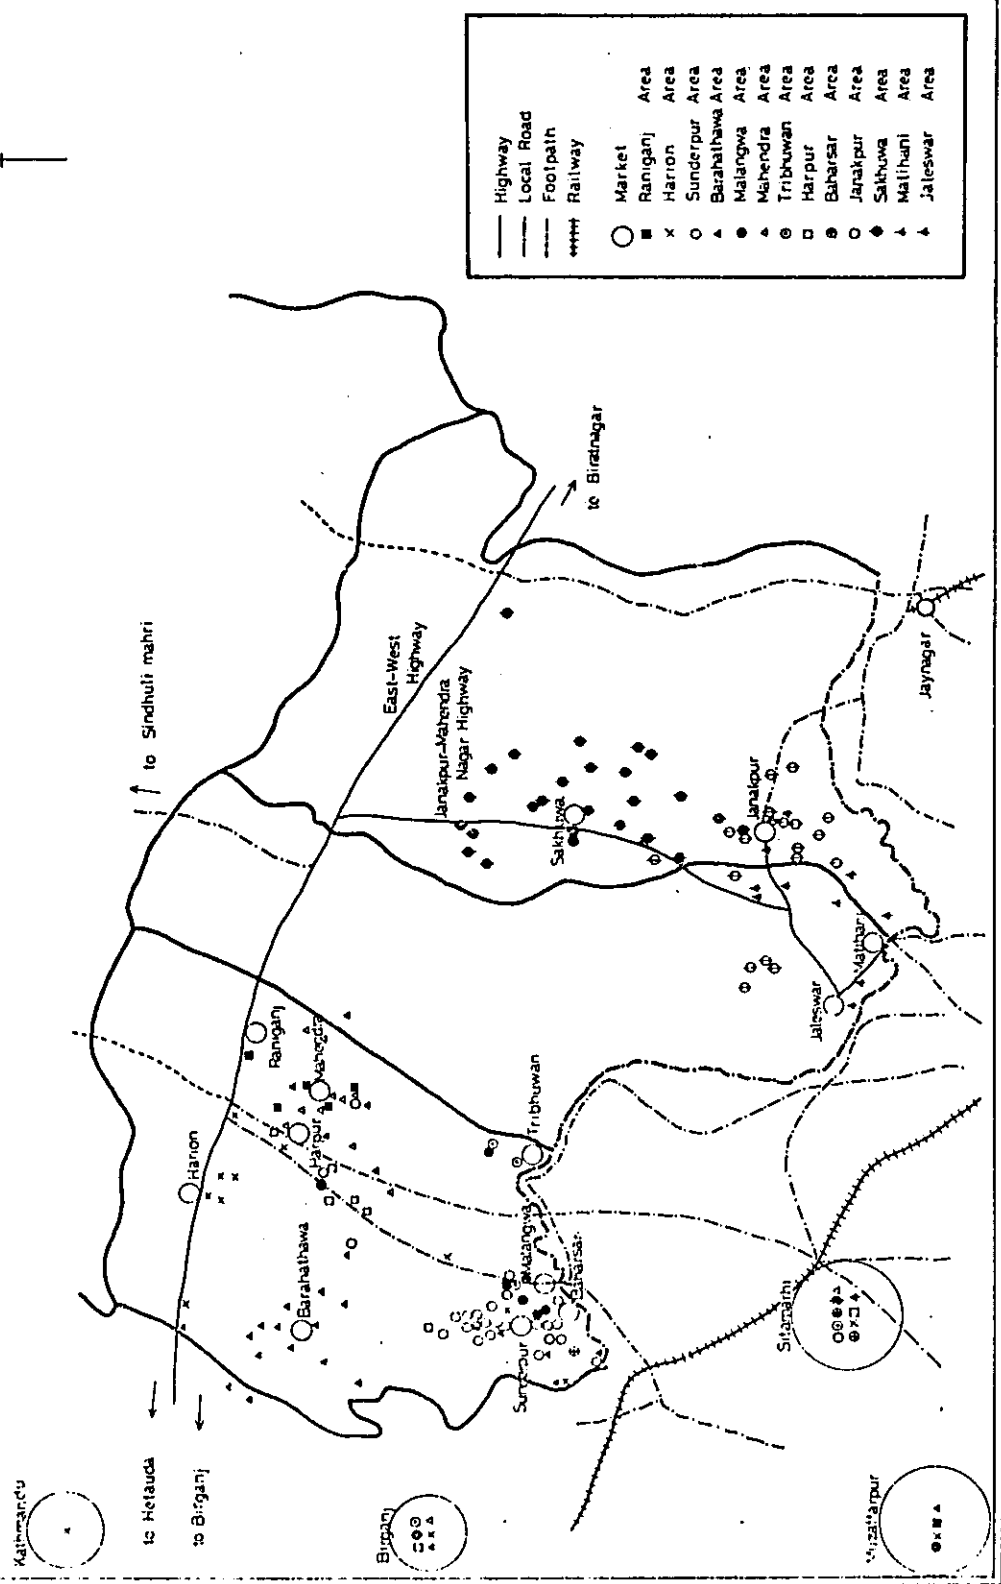 Kathmandu
to Hetauda
to Birganj
to Sindhuli mahri
Harion
Raniganj
Mahendra
Harpur
Barahathawa
East-West
Highway
Janakpur-Mahendra
Nagar Highway
to Biratnagar
Sakhuwa
Birganj
Sunderpur
Malangwa
Baharsar
Tribhuwan
Janakpur
Matihani
Jaleswar
Jaynagar
Sitamarhi
Muzaffarpur
Highway
Local Road
Footpath
Railway
Market
Raniganj Area
Harion Area
Sunderpur Area
Barahathawa Area
Malangwa Area
Mahendra Area
Tribhuwan Area
Harpur Area
Baharsar Area
Janakpur Area
Sakhuwa Area
Matihani Area
Jaleswar Area